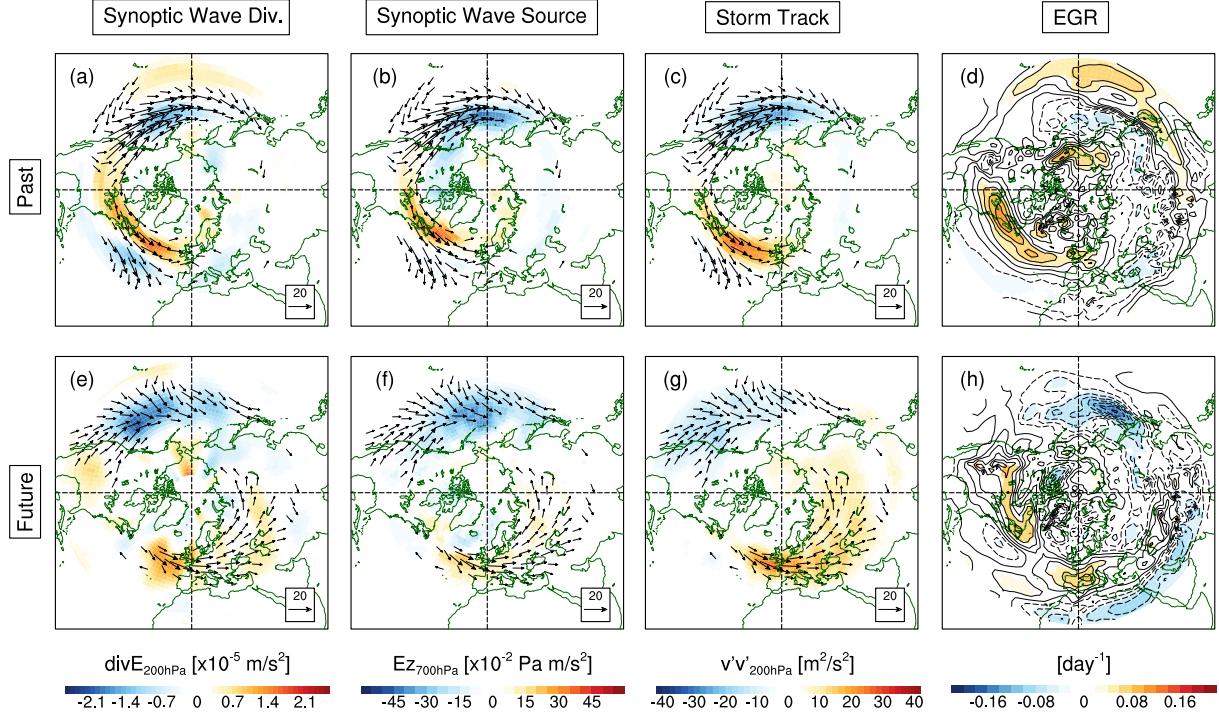 Synoptic Wave Div. Synoptic Wave Source Storm Track EGR
Past
(a) (b) (c) (d)
20 20 20
Future
(e) (f) (g) (h)
20 20 20
divE200hPa [x10-5 m/s2] Ez700hPa [x10-2 Pa m/s2] v'v'200hPa [m2/s2] [day-1]
-2.1 -1.4 -0.7 0 0.7 1.4 2.1 -45 -30 -15 0 15 30 45 -40 -30 -20 -10 0 10 20 30 40 -0.16 -0.08 0 0.08 0.16